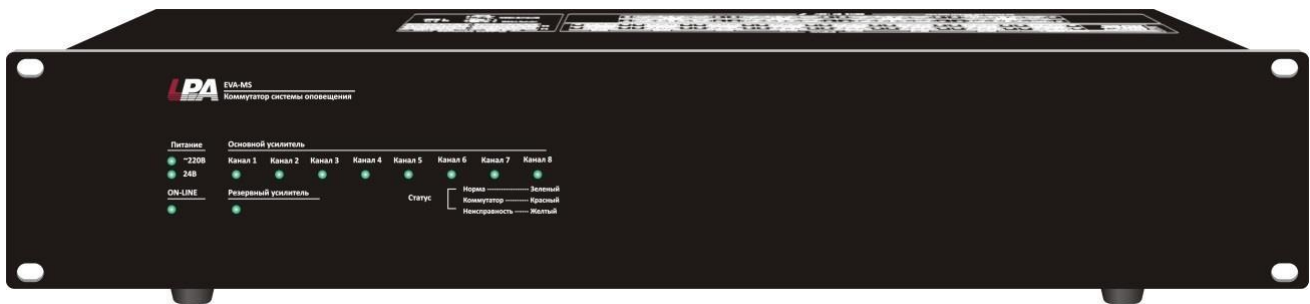 LPA
EVA-MS
Коммутатор системы оповещения
Питание
Основной усилитель
~220В
Канал 1 Канал 2 Канал 3 Канал 4 Канал 5 Канал 6 Канал 7 Канал 8
24В
ON-LINE
Резервный усилитель
Статус
Норма Зеленый
Коммутатор Красный
Неисправность Желтый